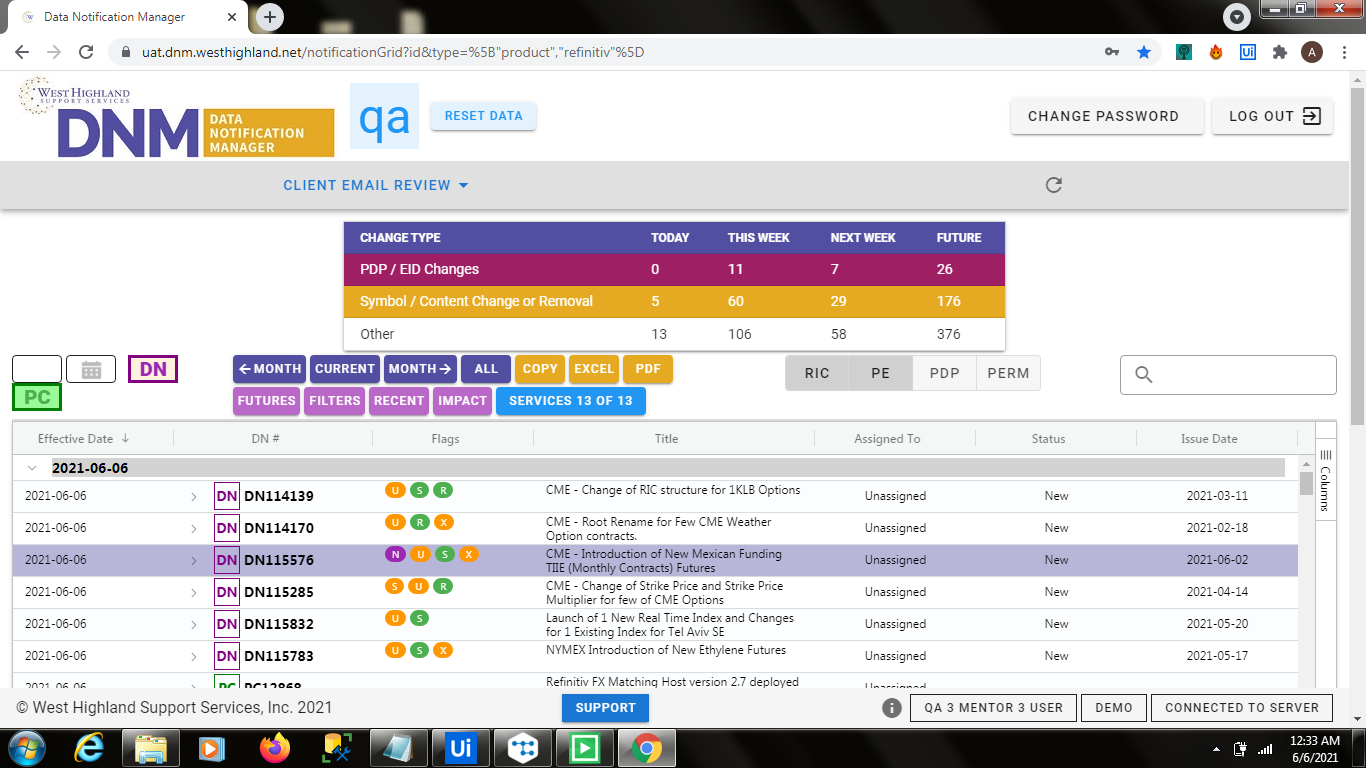 Data Notification Manager
uat.dnm.westhighland.net/notificationGrid?id&type=%5B"product","refinitiv"%5D
Ui
A
WEST HIGHLAND
SUPPORT SERVICES
DNM
DATA
NOTIFICATION
MANAGER
qa
RESET DATA
CHANGE PASSWORD
LOG OUT
CLIENT EMAIL REVIEW
CHANGE TYPE TODAY THIS WEEK NEXT WEEK FUTURE
PDP / EID Changes 0 11 7 26
Symbol / Content Change or Removal 5 60 29 176
Other 13 106 58 376
DN
PC
MONTH CURRENT MONTH ALL COPY EXCEL PDF
FUTURES FILTERS RECENT IMPACT SERVICES 13 OF 13
RIC PE PDP PERM
Effective Date DN # Flags Title Assigned To Status Issue Date
Columns
2021-06-06
2021-06-06 DN DN114139 U S R CME - Change of RIC structure for 1KLB Options Unassigned New 2021-03-11
2021-06-06 DN DN114170 U R X CME - Root Rename for Few CME Weather
Option contracts. Unassigned New 2021-02-18
2021-06-06 DN DN115576 N U S X CME - Introduction of New Mexican Funding
TIIE (Monthly Contracts) Futures Unassigned New 2021-06-02
2021-06-06 DN DN115285 S U R CME - Change of Strike Price and Strike Price
Multiplier for few of CME Options Unassigned New 2021-04-14
2021-06-06 DN DN115832 U S Launch of 1 New Real Time Index and Changes
for 1 Existing Index for Tel Aviv SE Unassigned New 2021-05-20
2021-06-06 DN DN115783 U S X NYMEX Introduction of New Ethylene Futures Unassigned New 2021-05-17
2021-06-06 PC PC12868 Refinitiv FX Matching Host version 2.7 deployed Unassigned
© West Highland Support Services, Inc. 2021
SUPPORT
QA 3 MENTOR 3 USER
DEMO
CONNECTED TO SERVER
Ui
12:33 AM
6/6/2021